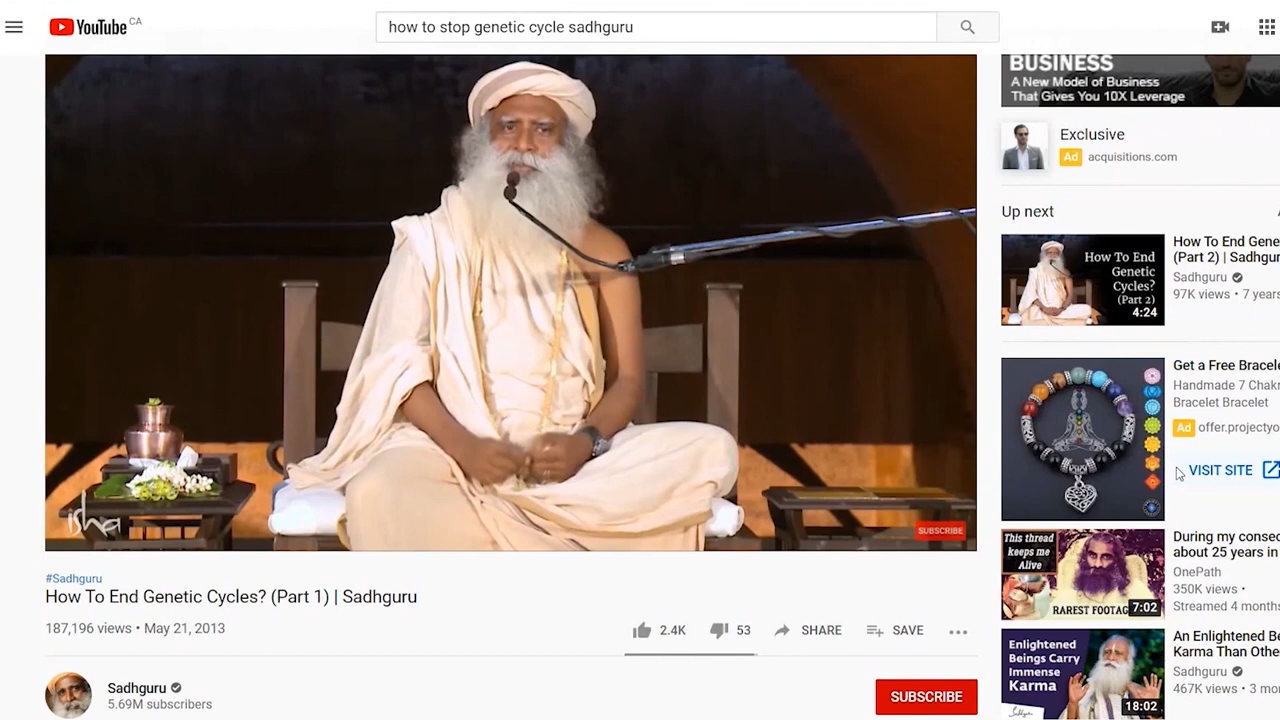 YouTube CA
how to stop genetic cycle sadhguru
BUSINESS
A New Model of Business
That Gives You 10X Leverage
Exclusive
Ad acquisitions.com
Up next
How To End
Genetic
Cycles?
(Part 2)
4:24
How To End Gene
(Part 2) | Sadhgur
Sadhguru
97K views • 7 years
Get a Free Bracele
Handmade 7 Chakr
Bracelet Bracelet
Ad offer.projectyo
VISIT SITE
This thread
keeps me
Alive
RAREST FOOTAG
7:02
During my consec
about 25 years in
OnePath
350K views •
Streamed 4 months
Enlightened
Beings Carry
Immense
Karma
Sadhguru
18:02
An Enlightened Be
Karma Than Othe
Sadhguru
467K views • 3 mo
isha
SUBSCRIBE
#Sadhguru
How To End Genetic Cycles? (Part 1) | Sadhguru
187,196 views • May 21, 2013
2.4K 53 SHARE SAVE
Sadhguru
5.69M subscribers
SUBSCRIBE